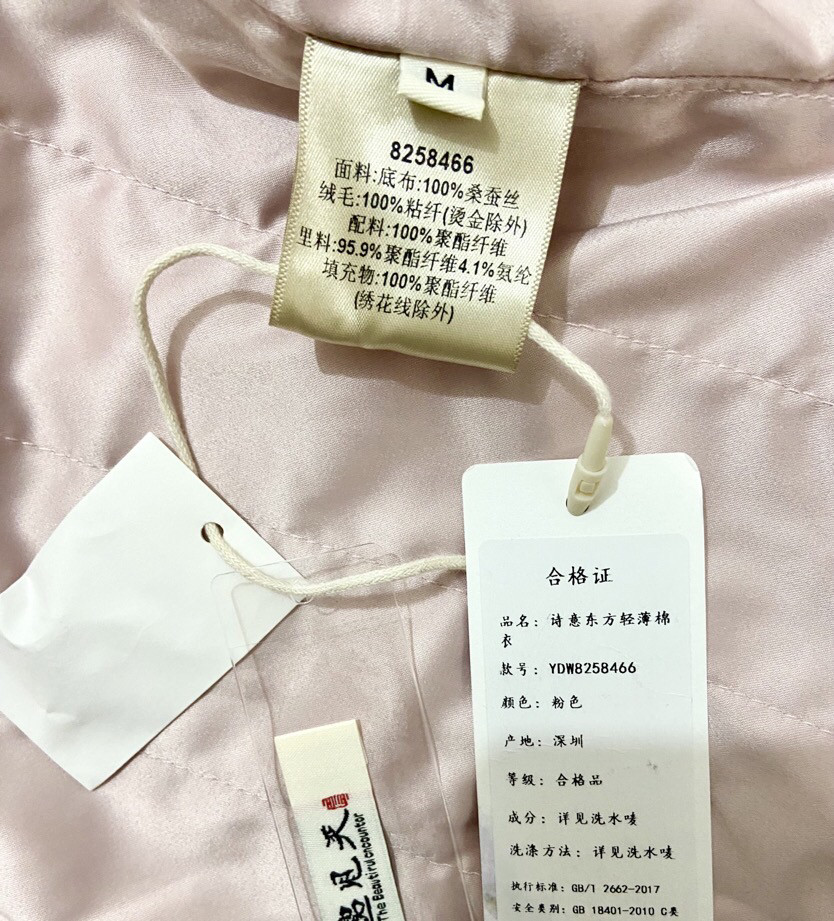 M
8258466
面料:底布:100%桑蚕丝
绒毛:100%粘纤(烫金除外)
配料:100%聚酯纤维
里料:95.9%聚酯纤维4.1%氨纶
填充物:100%聚酯纤维
(绣花线除外)
合格证
品名: 诗意东方轻薄棉
衣
款号: YDW8258466
颜色: 粉色
产地: 深圳
等级: 合格品
成分: 详见洗水唛
洗涤方法: 详见洗水唛
执行标准: GB/T 2662-2017
安全类别: GB 18401-2010 C类
The Beautiful encounter